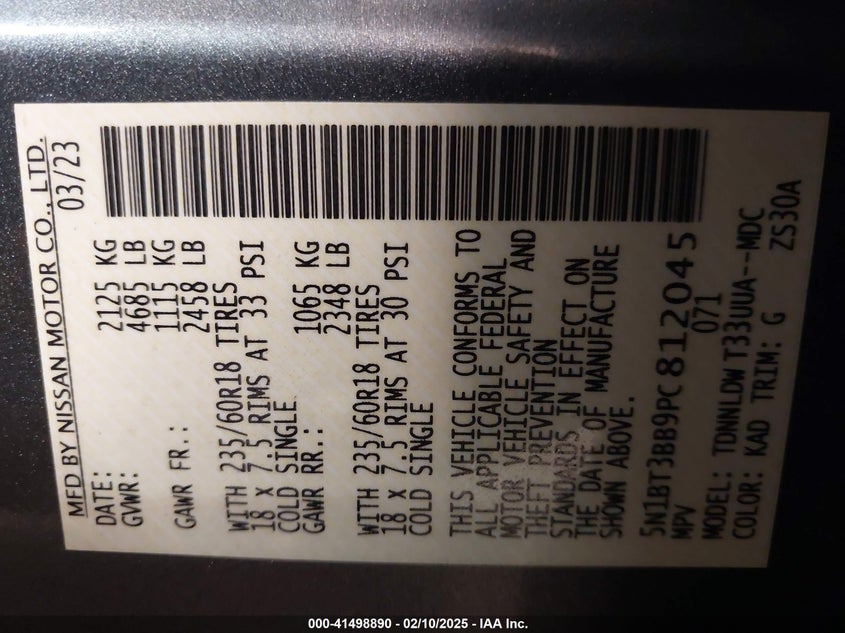 MFD BY NISSAN MOTOR CO., LTD.
DATE: 03/23
GVWR: 2125 KG
4685 LB
GAWR FR.: 1115 KG
2458 LB
WITH 235/60R18 TIRES
18 X 7.5 RIMS AT 33 PSI
COLD SINGLE
GAWR RR.: 1065 KG
2348 LB
WITH 235/60R18 TIRES
18 X 7.5 RIMS AT 30 PSI
COLD SINGLE
THIS VEHICLE CONFORMS TO
ALL APPLICABLE FEDERAL
MOTOR VEHICLE SAFETY AND
THEFT PREVENTION
STANDARDS IN EFFECT ON
THE DATE OF MANUFACTURE
SHOWN ABOVE.
5N1BT3BB9PC812045
MPV 071
MODEL: TDNNLDW T33UUA--MDC
COLOR: KAD TRIM: G ZS30A
000-41498890 - 02/10/2025 - IAA Inc.